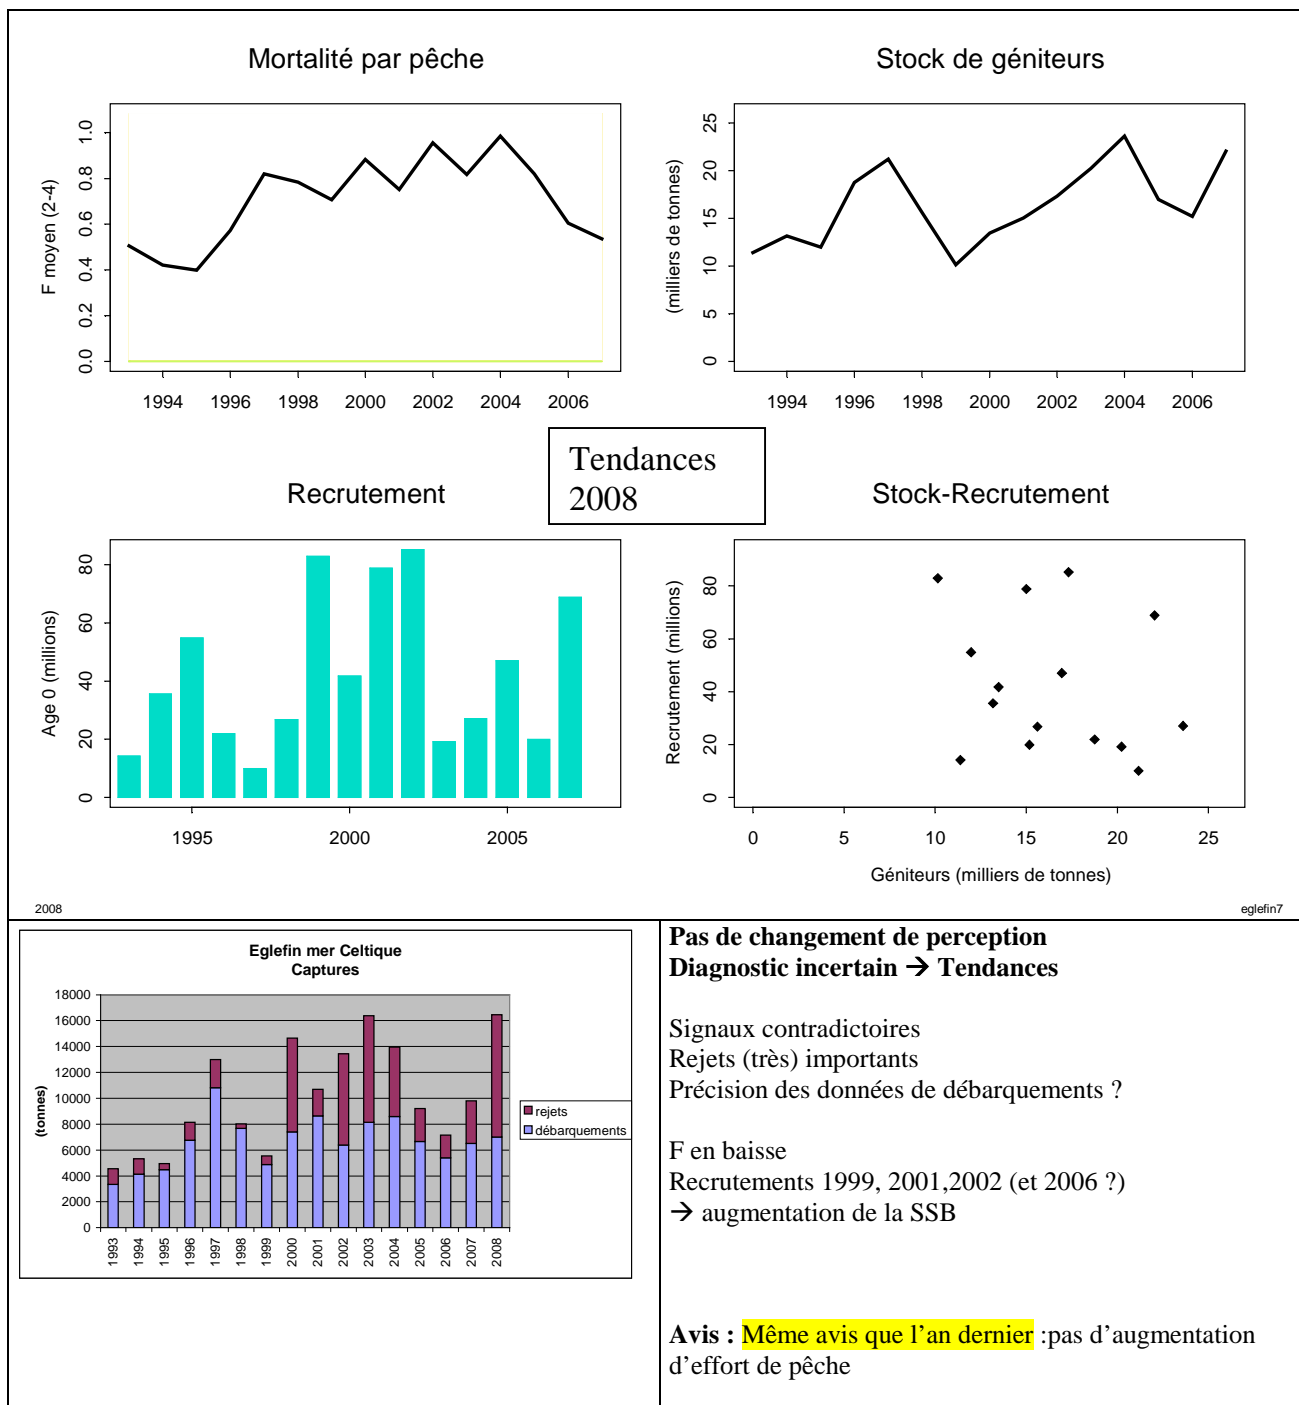 Mortalité par pêche
F moyen (2-4)
0.0 0.2 0.4 0.6 0.8 1.0
1994 1996 1998 2000 2002 2004 2006
Stock de géniteurs
(milliers de tonnes)
0 5 10 15 20 25
1994 1996 1998 2000 2002 2004 2006
Tendances
2008
Recrutement
Age 0 (millions)
0 20 40 60 80
1995 2000 2005
Stock-Recrutement
Recrutement (millions)
0 20 40 60 80
0 5 10 15 20 25
Géniteurs (milliers de tonnes)
2008
eglefin7
Eglefin mer Celtique
Captures
(tonnes)
18000
16000
14000
12000
10000
8000
6000
4000
2000
0
1993 1994 1995 1996 1997 1998 1999 2000 2001 2002 2003 2004 2005 2006 2007 2008
rejets
débarquements
Pas de changement de perception
Diagnostic incertain → Tendances
Signaux contradictoires
Rejets (très) importants
Précision des données de débarquements ?
F en baisse
Recrutements 1999, 2001,2002 (et 2006 ?)
→ augmentation de la SSB
Avis : Même avis que l'an dernier :pas d'augmentation
d'effort de pêche